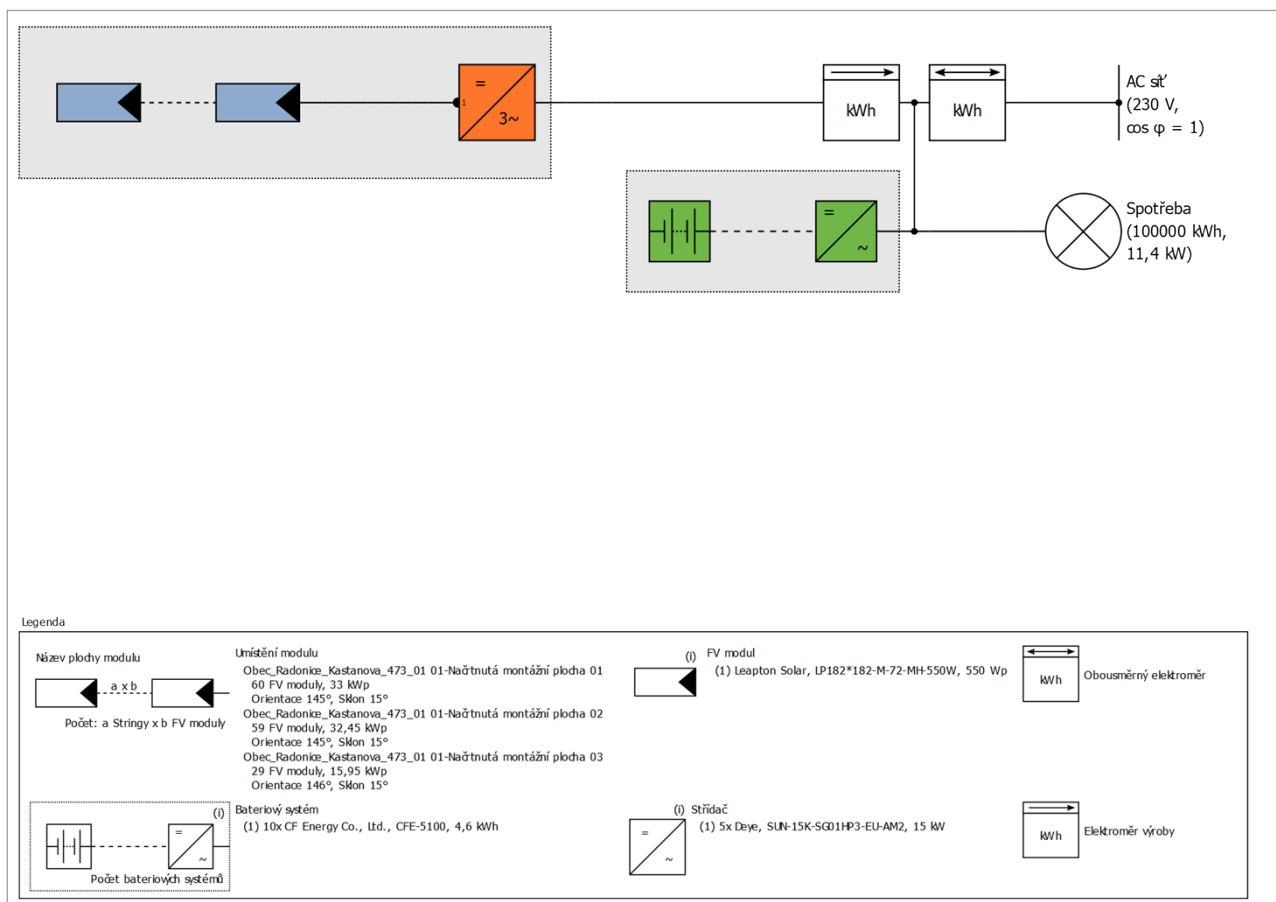 =
1
3~
kWh
kWh
AC síť
(230 V,
cos φ = 1)
=
~
Spotřeba
(100000 kWh,
11,4 kW)
Legenda
Název plochy modulu
a x b
Počet: a Stringy x b FV moduly
Umístění modulu
Obec_Radonice_Kastanova_473_01 01-Načrtnutá montážní plocha 01
60 FV moduly, 33 kWp
Orientace 145°, Sklon 15°
Obec_Radonice_Kastanova_473_01 01-Načrtnutá montážní plocha 02
59 FV moduly, 32,45 kWp
Orientace 145°, Sklon 15°
Obec_Radonice_Kastanova_473_01 01-Načrtnutá montážní plocha 03
29 FV moduly, 15,95 kWp
Orientace 146°, Sklon 15°
(i) FV modul
(1) Leapton Solar, LP182*182-M-72-MH-550W, 550 Wp
kWh
Obousměrný elektroměr
(i)
=
~
Počet bateriových systémů
Bateriový systém
(1) 10x CF Energy Co., Ltd., CFE-5100, 4,6 kWh
(i) Střídač
=
~
(1) 5x Deye, SUN-15K-SG01HP3-EU-AM2, 15 kW
kWh
Elektroměr výroby